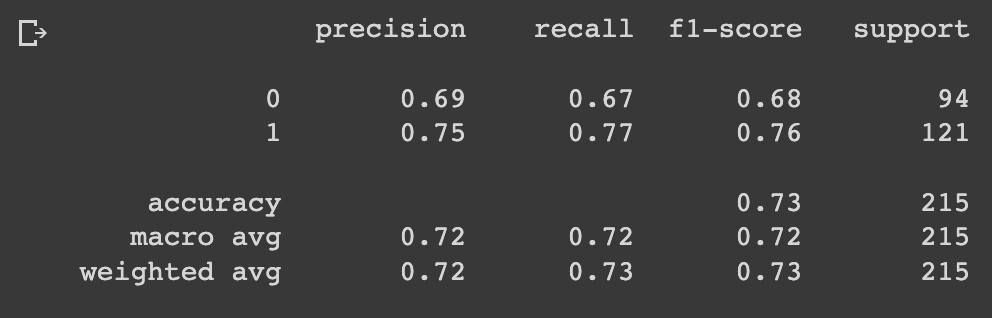 precision recall f1-score support
0 0.69 0.67 0.68 94
1 0.75 0.77 0.76 121
accuracy 0.73 215
macro avg 0.72 0.72 0.72 215
weighted avg 0.72 0.73 0.73 215